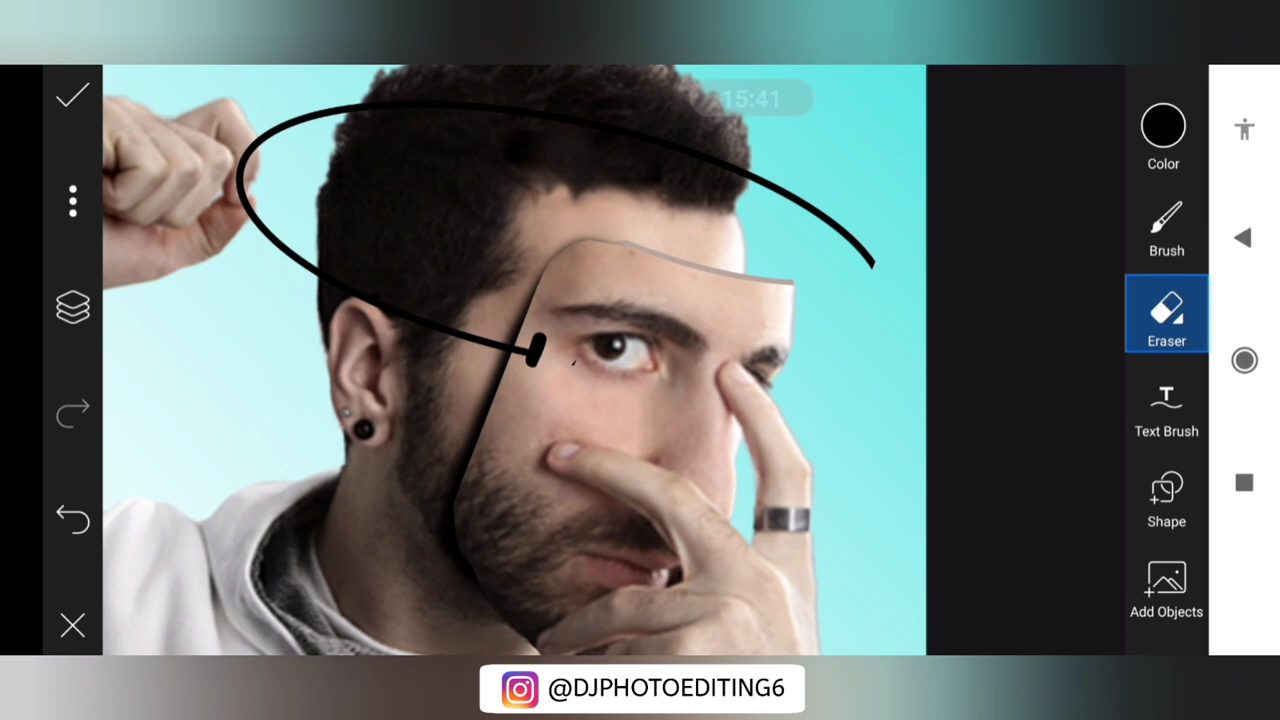 15:41
Color
Brush
Eraser
Text Brush
Shape
Add Objects
@DJPHOTOEDITING6